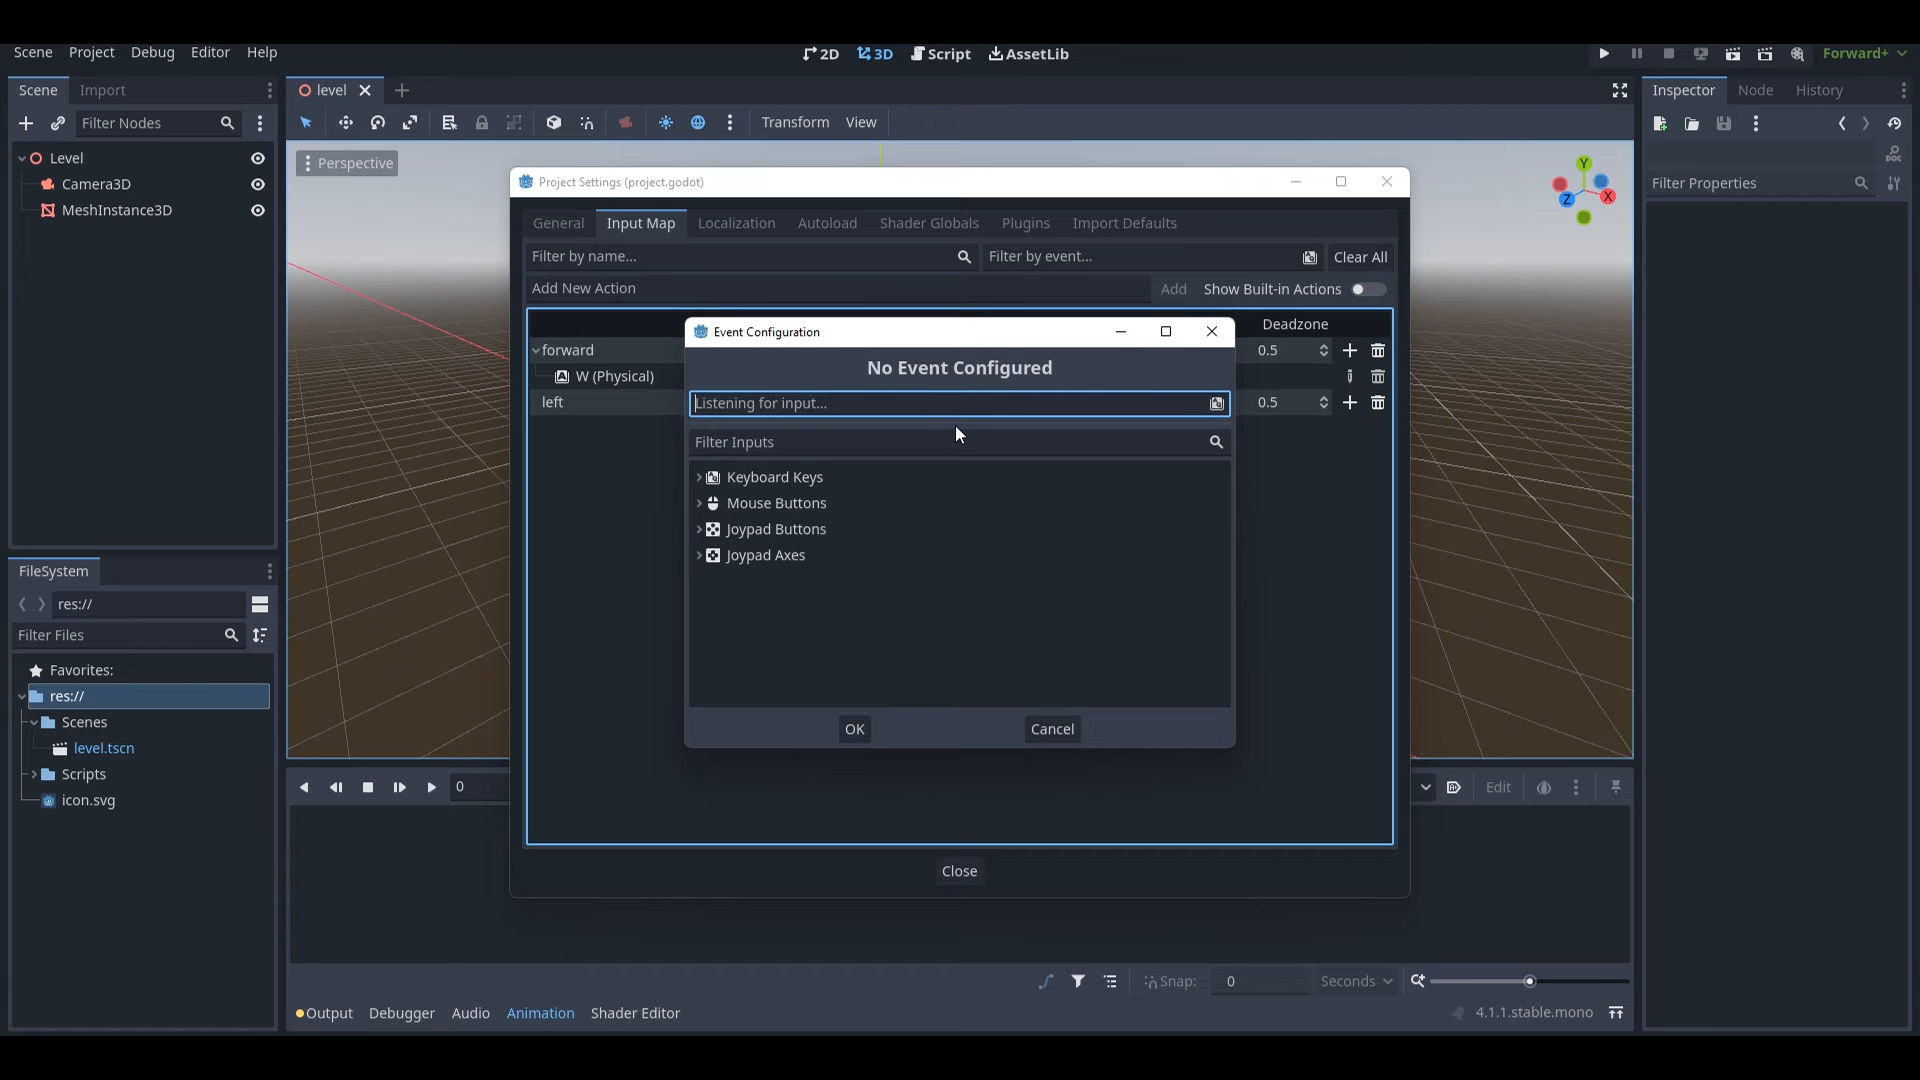 Scene Project Debug Editor Help
2D 3D Script AssetLib
Forward+
Scene Import
level
Inspector Node History
Filter Nodes
Transform View
Level
Camera3D
MeshInstance3D
Perspective
Y
X
Z
Filter Properties
Project Settings (project.godot)
General Input Map Localization Autoload Shader Globals Plugins Import Defaults
Filter by name...
Filter by event...
Clear All
Add New Action
Add
Show Built-in Actions
Deadzone
forward
0.5
W (Physical)
left
0.5
Event Configuration
No Event Configured
Listening for input...
Filter Inputs
Keyboard Keys
Mouse Buttons
Joypad Buttons
Joypad Axes
OK
Cancel
Close
FileSystem
res://
Filter Files
Favorites:
res://
Scenes
level.tscn
Scripts
icon.svg
0
Edit
Snap: 0 Seconds
Output Debugger Audio Animation Shader Editor
4.1.1.stable.mono